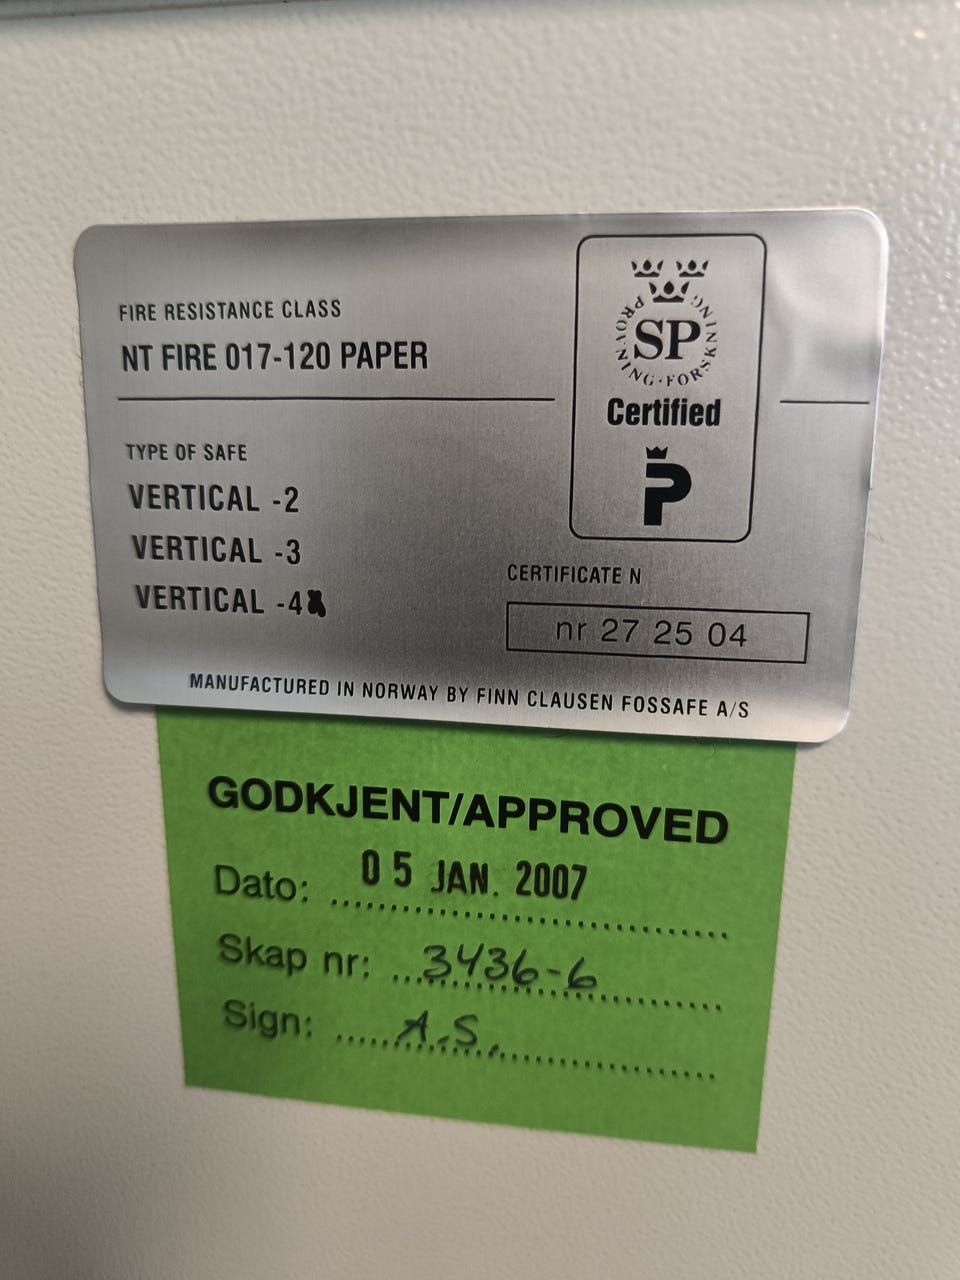 FIRE RESISTANCE CLASS
NT FIRE 017-120 PAPER
PROVNING · FORSKNING
SP
Certified
P
TYPE OF SAFE
VERTICAL -2
VERTICAL -3
VERTICAL -4
CERTIFICATE N
nr 27 25 04
MANUFACTURED IN NORWAY BY FINN CLAUSEN FOSSAFE A/S
GODKJENT/APPROVED
Dato: 05 JAN. 2007
Skap nr: 3436-6
Sign: A.S.